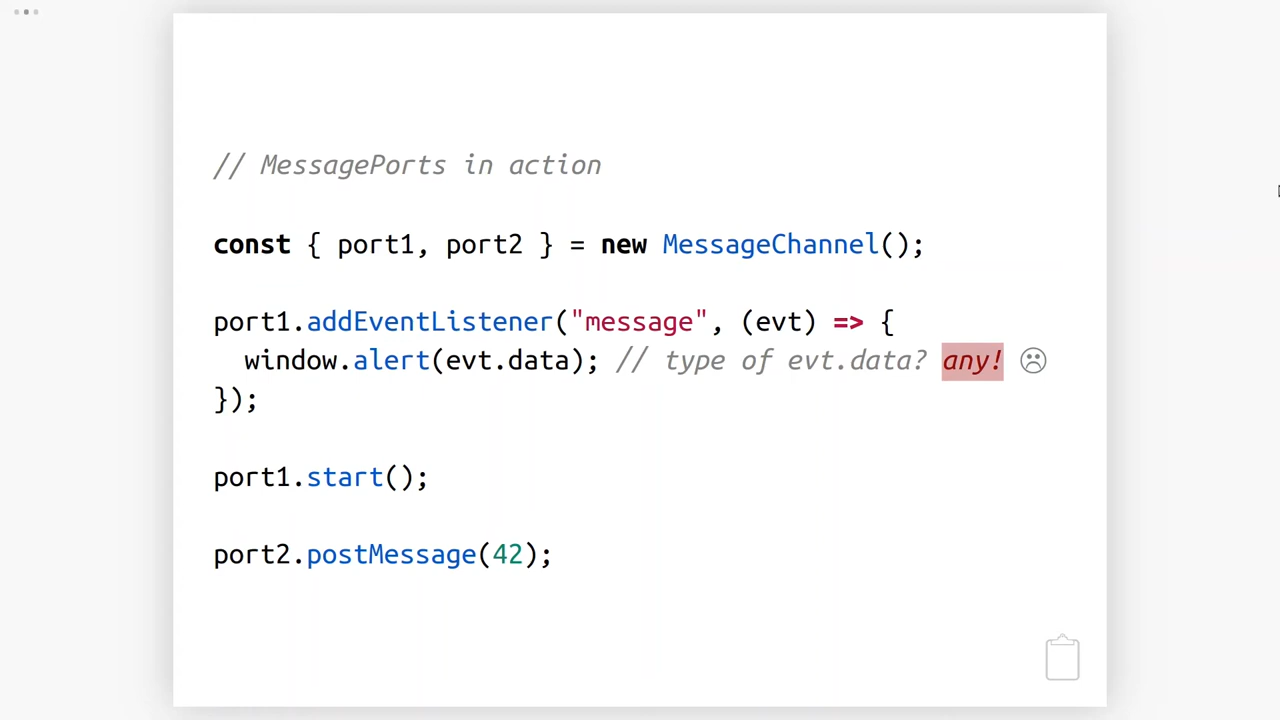 // MessagePorts in action
const { port1, port2 } = new MessageChannel();
port1.addEventListener("message", (evt) => {
window.alert(evt.data); // type of evt.data? any! ☹
});
port1.start();
port2.postMessage(42);